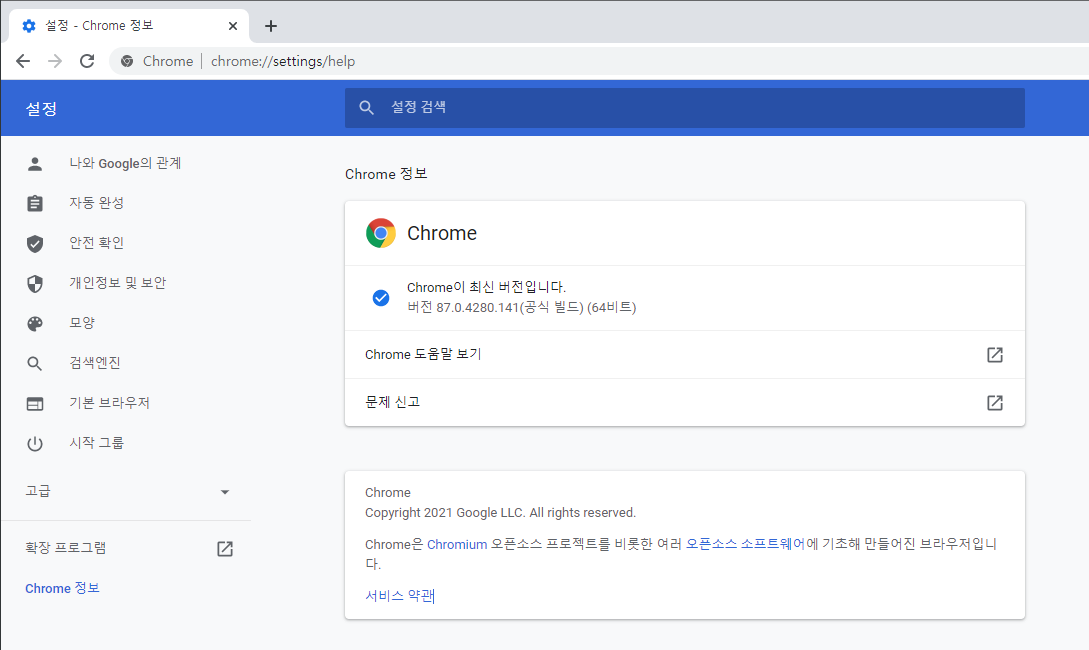 설정 - Chrome 정보
Chrome | chrome://settings/help
설정
설정 검색
나와 Google의 관계
자동 완성
안전 확인
개인정보 및 보안
모양
검색엔진
기본 브라우저
시작 그룹
고급
확장 프로그램
Chrome 정보
Chrome 정보
Chrome
Chrome이 최신 버전입니다.
버전 87.0.4280.141(공식 빌드) (64비트)
Chrome 도움말 보기
문제 신고
Chrome
Copyright 2021 Google LLC. All rights reserved.
Chrome은 Chromium 오픈소스 프로젝트를 비롯한 여러 오픈소스 소프트웨어에 기초해 만들어진 브라우저입니
다.
서비스 약관